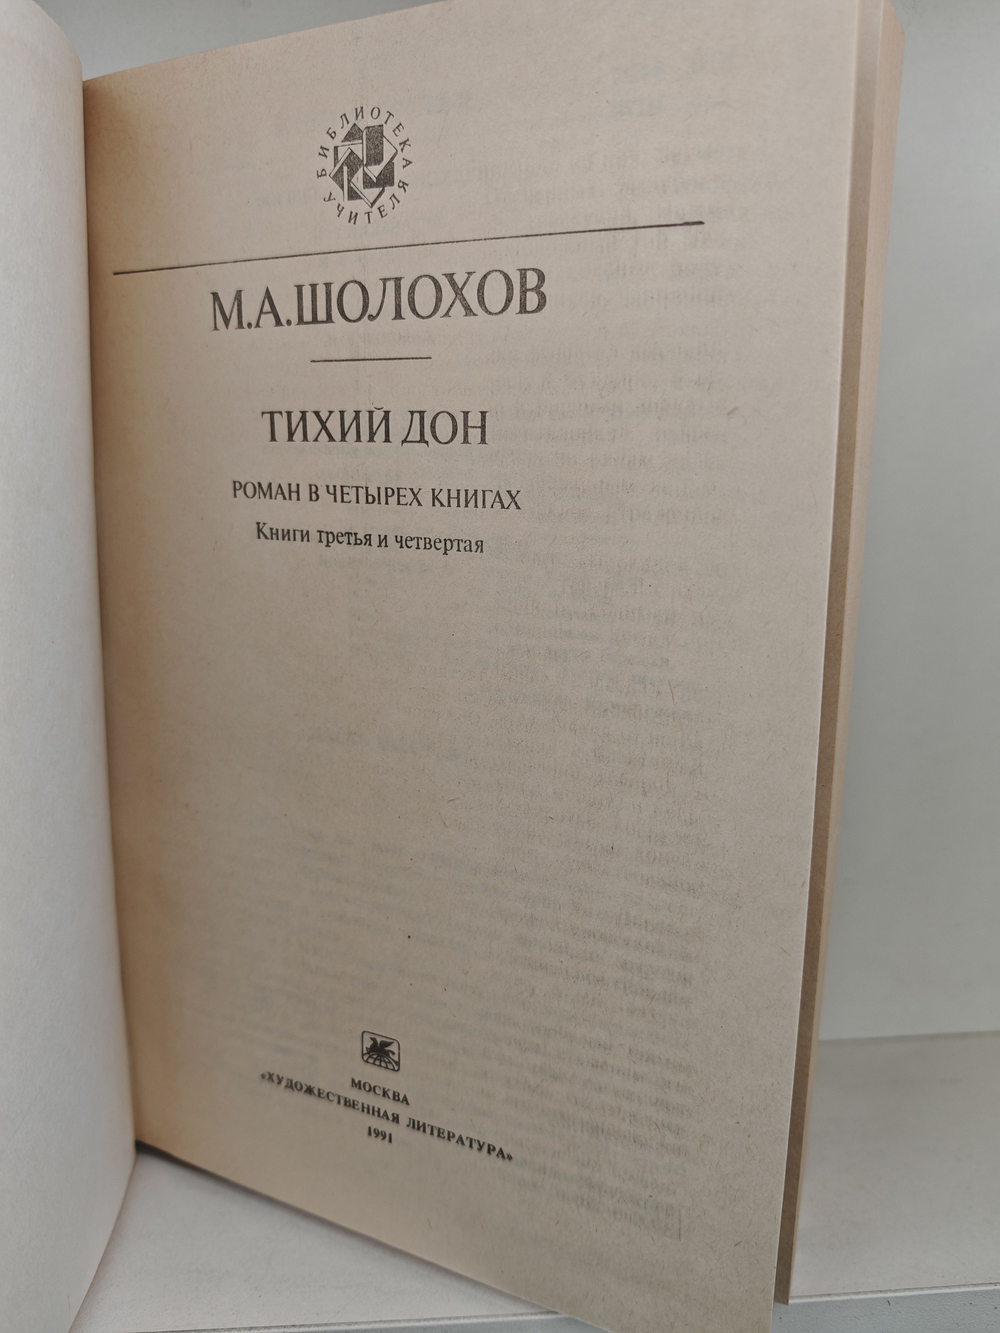 БИБЛИОТЕКА УЧИТЕЛЯ
М.А.ШОЛОХОВ
ТИХИЙ ДОН
РОМАН В ЧЕТЫРЕХ КНИГАХ
Книги третья и четвертая
МОСКВА
«ХУДОЖЕСТВЕННАЯ ЛИТЕРАТУРА»
1991